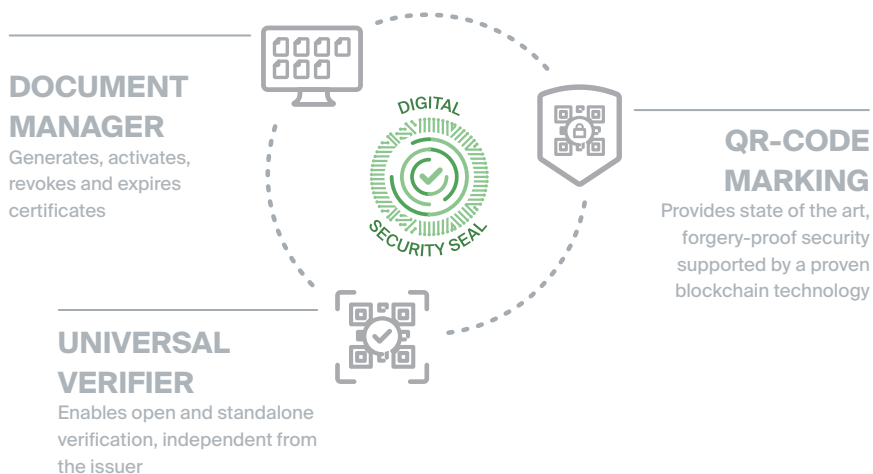 DOCUMENT
MANAGER
Generates, activates,
revokes and expires
certificates
DIGITAL
SECURITY SEAL
QR-CODE
MARKING
Provides state of the art,
forgery-proof security
supported by a proven
blockchain technology
UNIVERSAL
VERIFIER
Enables open and standalone
verification, independent from
the issuer